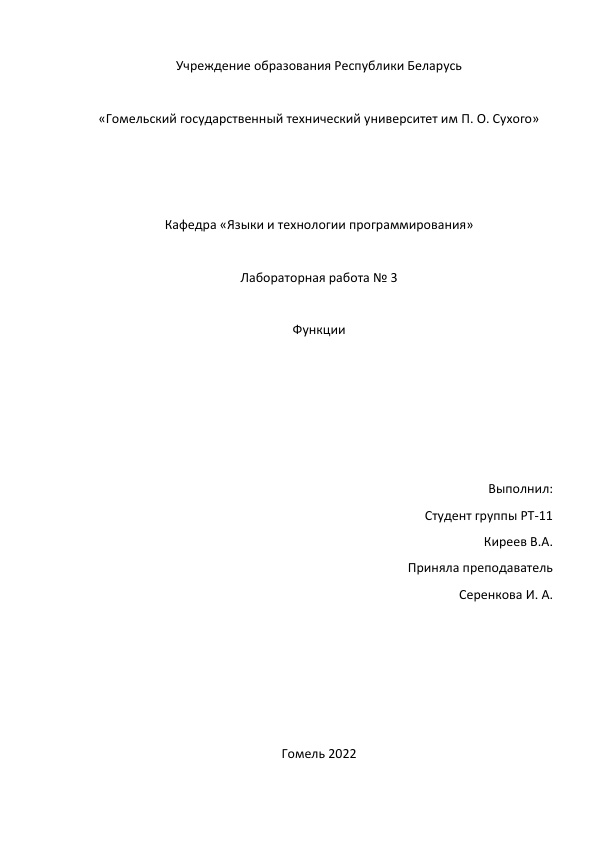 Учреждение образования Республики Беларусь
«Гомельский государственный технический университет им П. О. Сухого»
Кафедра «Языки и технологии программирования»
Лабораторная работа № 3
Функции
Выполнил:
Студент группы РТ-11
Киреев В.А.
Приняла преподаватель
Серенкова И. А.
Гомель 2022